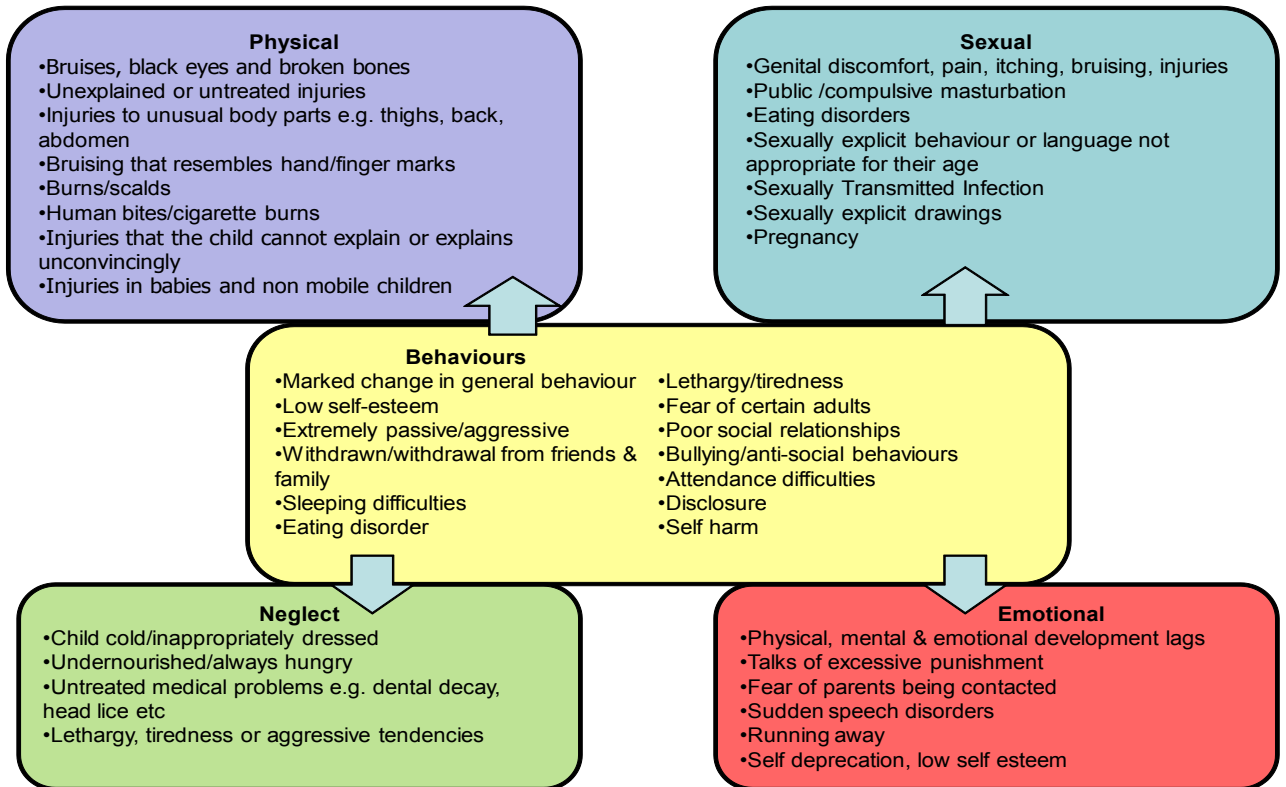 Physical
•Bruises, black eyes and broken bones
•Unexplained or untreated injuries
•Injuries to unusual body parts e.g. thighs, back,
abdomen
•Bruising that resembles hand/finger marks
•Burns/scalds
•Human bites/cigarette burns
•Injuries that the child cannot explain or explains
unconvincingly
•Injuries in babies and non mobile children
Sexual
•Genital discomfort, pain, itching, bruising, injuries
•Public /compulsive masturbation
•Eating disorders
•Sexually explicit behaviour or language not
appropriate for their age
•Sexually Transmitted Infection
•Sexually explicit drawings
•Pregnancy
Behaviours
•Marked change in general behaviour
•Low self-esteem
•Extremely passive/aggressive
•Withdrawn/withdrawal from friends &
family
•Sleeping difficulties
•Eating disorder
•Lethargy/tiredness
•Fear of certain adults
•Poor social relationships
•Bullying/anti-social behaviours
•Attendance difficulties
•Disclosure
•Self harm
Neglect
•Child cold/inappropriately dressed
•Undernourished/always hungry
•Untreated medical problems e.g. dental decay,
head lice etc
•Lethargy, tiredness or aggressive tendencies
Emotional
•Physical, mental & emotional development lags
•Talks of excessive punishment
•Fear of parents being contacted
•Sudden speech disorders
•Running away
•Self deprecation, low self esteem